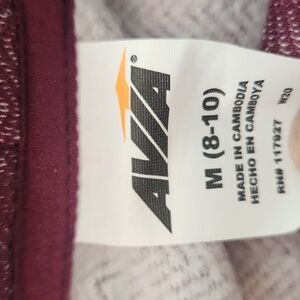 AVIA®
M (8-10)
MADE IN CAMBODIA
HECHO EN CAMBOYA
RN# 117927
W20